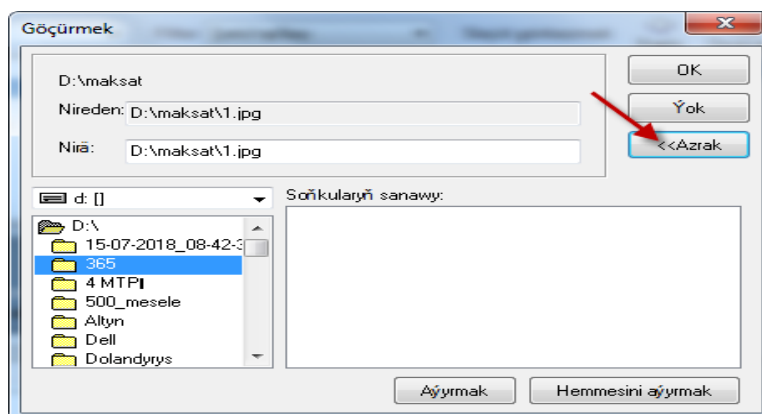 Göçürmek
D:\maksat
OK
Nireden: D:\maksat\1.jpg
Ýok
Nirä: D:\maksat\1.jpg
<<Azrak
d: []
Soňkularyň sanawy:
D:\
15-07-2018_08-42-3
365
4 MTPI
500_mesele
Altyn
Dell
Dolandyrys
Aýyrmak
Hemmesini aýyrmak